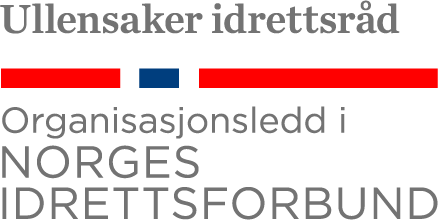 Ullensaker idrettsråd
Organisasjonsledd i
NORGES
IDRETTSFORBUND